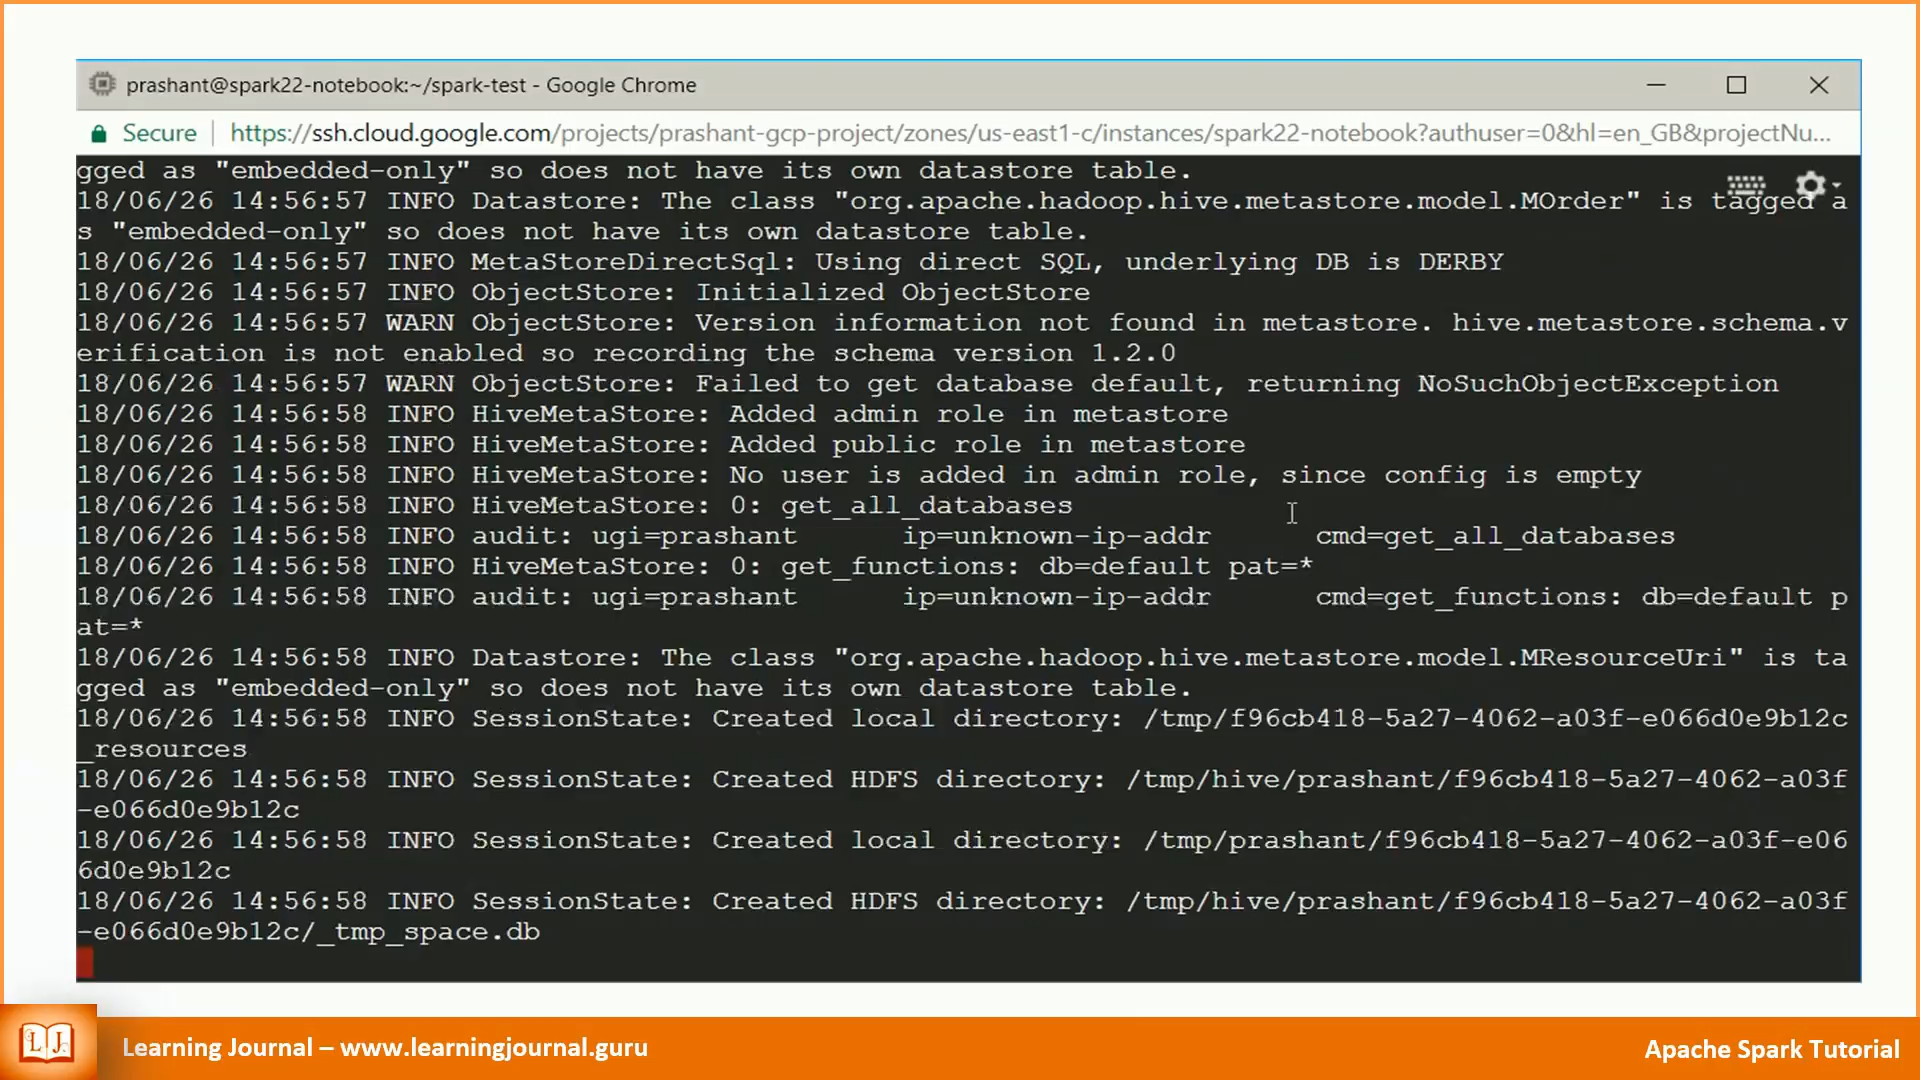 prashant@spark22-notebook:~/spark-test - Google Chrome
Secure | https://ssh.cloud.google.com/projects/prashant-gcp-project/zones/us-east1-c/instances/spark22-notebook?authuser=0&hl=en_GB&projectNu...
gged as "embedded-only" so does not have its own datastore table.
18/06/26 14:56:57 INFO Datastore: The class "org.apache.hadoop.hive.metastore.model.MOrder" is tagged a
s "embedded-only" so does not have its own datastore table.
18/06/26 14:56:57 INFO MetaStoreDirectSql: Using direct SQL, underlying DB is DERBY
18/06/26 14:56:57 INFO ObjectStore: Initialized ObjectStore
18/06/26 14:56:57 WARN ObjectStore: Version information not found in metastore. hive.metastore.schema.v
erification is not enabled so recording the schema version 1.2.0
18/06/26 14:56:57 WARN ObjectStore: Failed to get database default, returning NoSuchObjectException
18/06/26 14:56:58 INFO HiveMetaStore: Added admin role in metastore
18/06/26 14:56:58 INFO HiveMetaStore: Added public role in metastore
18/06/26 14:56:58 INFO HiveMetaStore: No user is added in admin role, since config is empty
18/06/26 14:56:58 INFO HiveMetaStore: 0: get_all_databases
18/06/26 14:56:58 INFO audit: ugi=prashant ip=unknown-ip-addr cmd=get_all_databases
18/06/26 14:56:58 INFO HiveMetaStore: 0: get_functions: db=default pat=*
18/06/26 14:56:58 INFO audit: ugi=prashant ip=unknown-ip-addr cmd=get_functions: db=default p
at=*
18/06/26 14:56:58 INFO Datastore: The class "org.apache.hadoop.hive.metastore.model.MResourceUri" is ta
gged as "embedded-only" so does not have its own datastore table.
18/06/26 14:56:58 INFO SessionState: Created local directory: /tmp/f96cb418-5a27-4062-a03f-e066d0e9b12c
_resources
18/06/26 14:56:58 INFO SessionState: Created HDFS directory: /tmp/hive/prashant/f96cb418-5a27-4062-a03f
-e066d0e9b12c
18/06/26 14:56:58 INFO SessionState: Created local directory: /tmp/prashant/f96cb418-5a27-4062-a03f-e06
6d0e9b12c
18/06/26 14:56:58 INFO SessionState: Created HDFS directory: /tmp/hive/prashant/f96cb418-5a27-4062-a03f
-e066d0e9b12c/_tmp_space.db
LJ
Learning Journal – www.learningjournal.guru
Apache Spark Tutorial